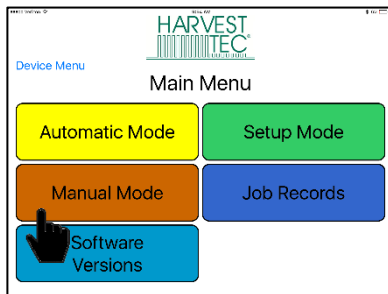 HARVEST
TEC
Device Menu
Main Menu
Automatic Mode
Setup Mode
Manual Mode
Job Records
Software
Versions